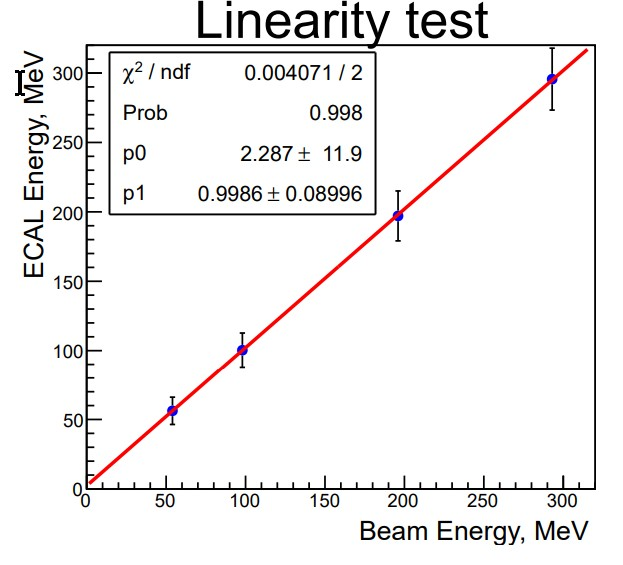 Linearity test
ECAL Energy, MeV
χ² / ndf 0.004071 / 2
Prob 0.998
p0 2.287 ± 11.9
p1 0.9986 ± 0.08996
300
250
200
150
100
50
0
0 50 100 150 200 250 300
Beam Energy, MeV